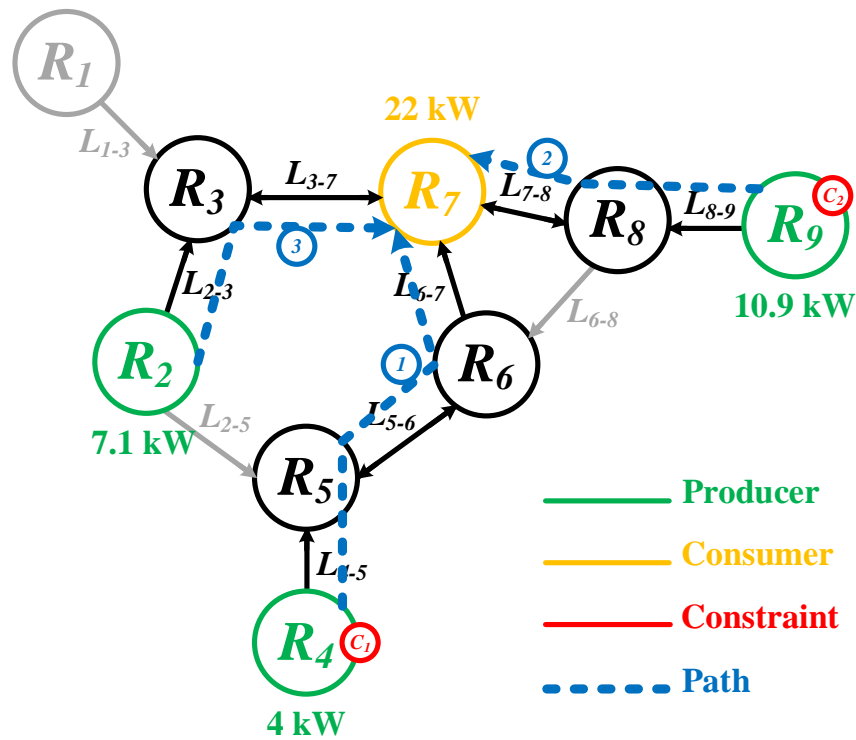 R1
22 kW
L1-3
2
R3
L3-7
R7
L7-8
R8
L8-9
C2
R9
3
L2-3
L6-7
L6-8
10.9 kW
R2
1
R6
7.1 kW
L2-5
L5-6
R5
Producer
Consumer
L4-5
Constraint
R4
C1
Path
4 kW